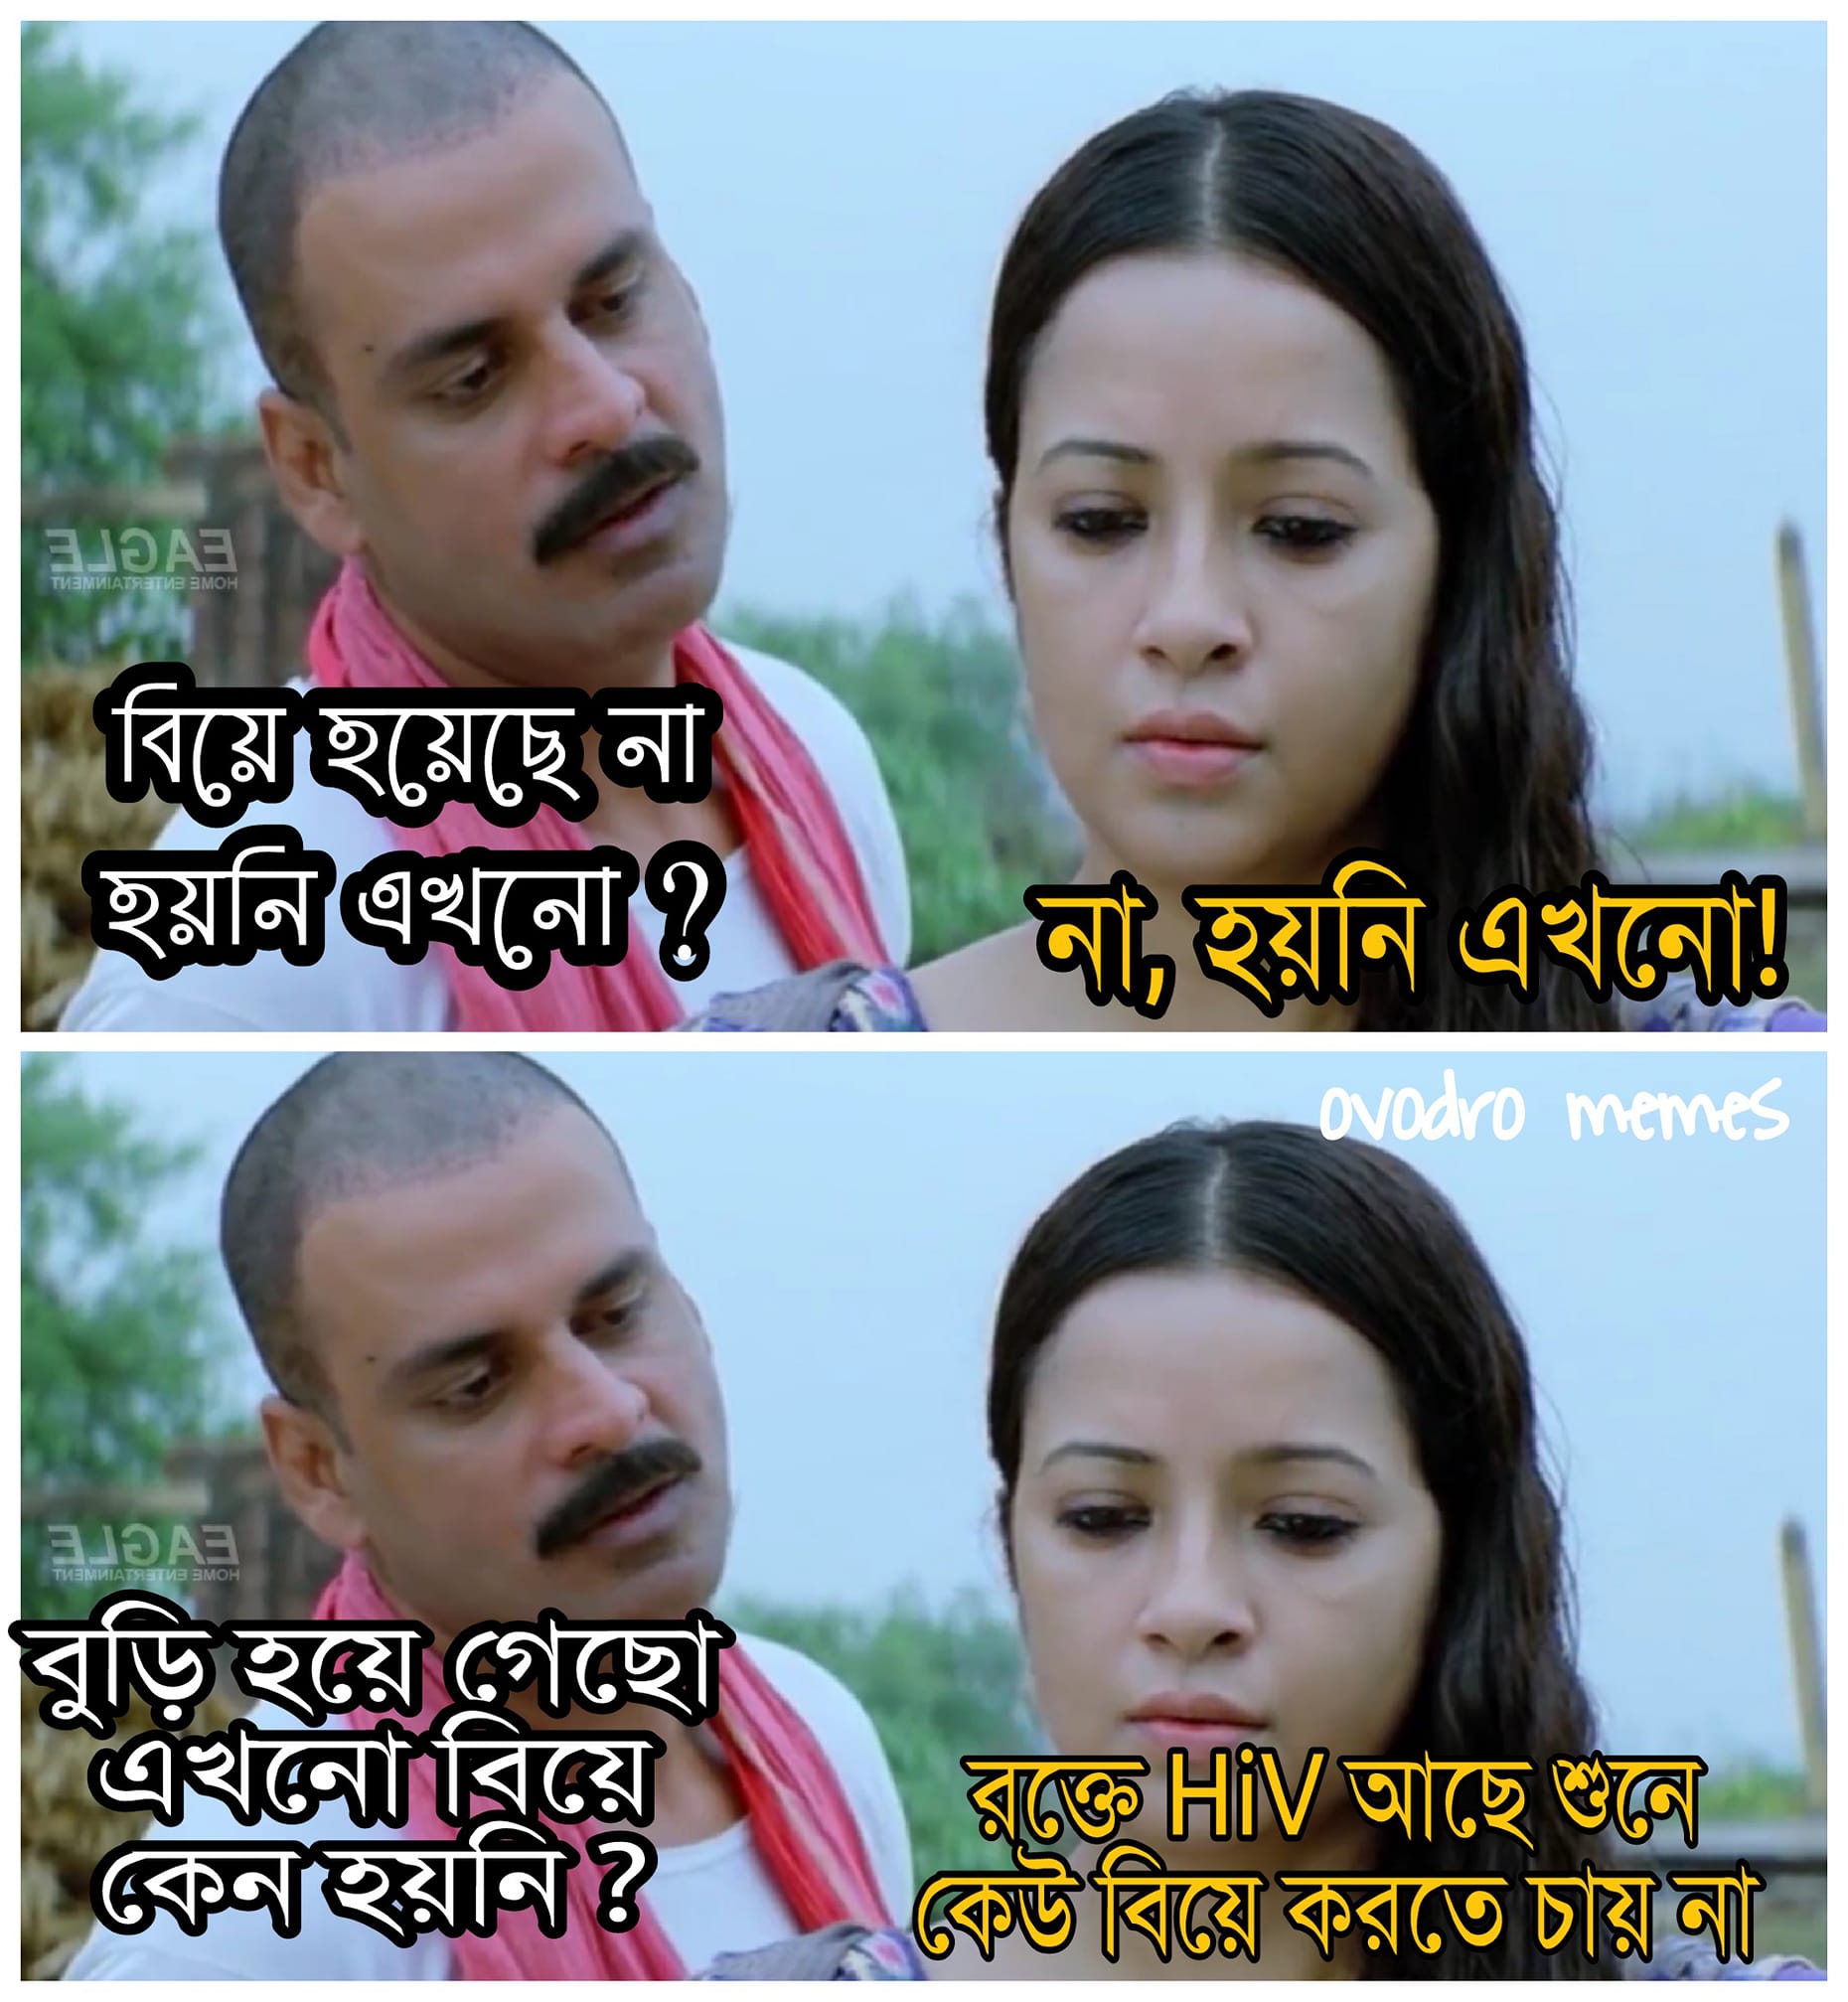 EAGLE
HOME ENTERTAINMENT
বিয়ে হয়েছে না
হয়নি এখনো ?
না, হয়নি এখনো!
ovodro memes
EAGLE
HOME ENTERTAINMENT
বুড়ি হয়ে গেছো
এখনো বিয়ে
কেন হয়নি ?
রক্তে HiV আছে শুনে
কেউ বিয়ে করতে চায় না